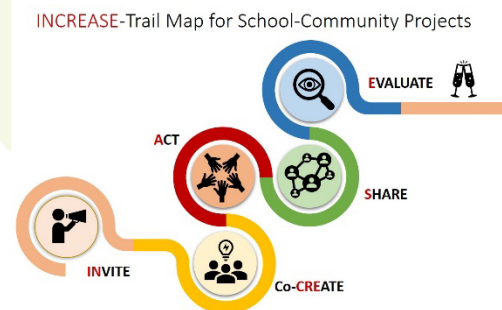 INCREASE-Trail Map for School-Community Projects
EVALUATE
ACT
SHARE
INVITE
Co-CREATE